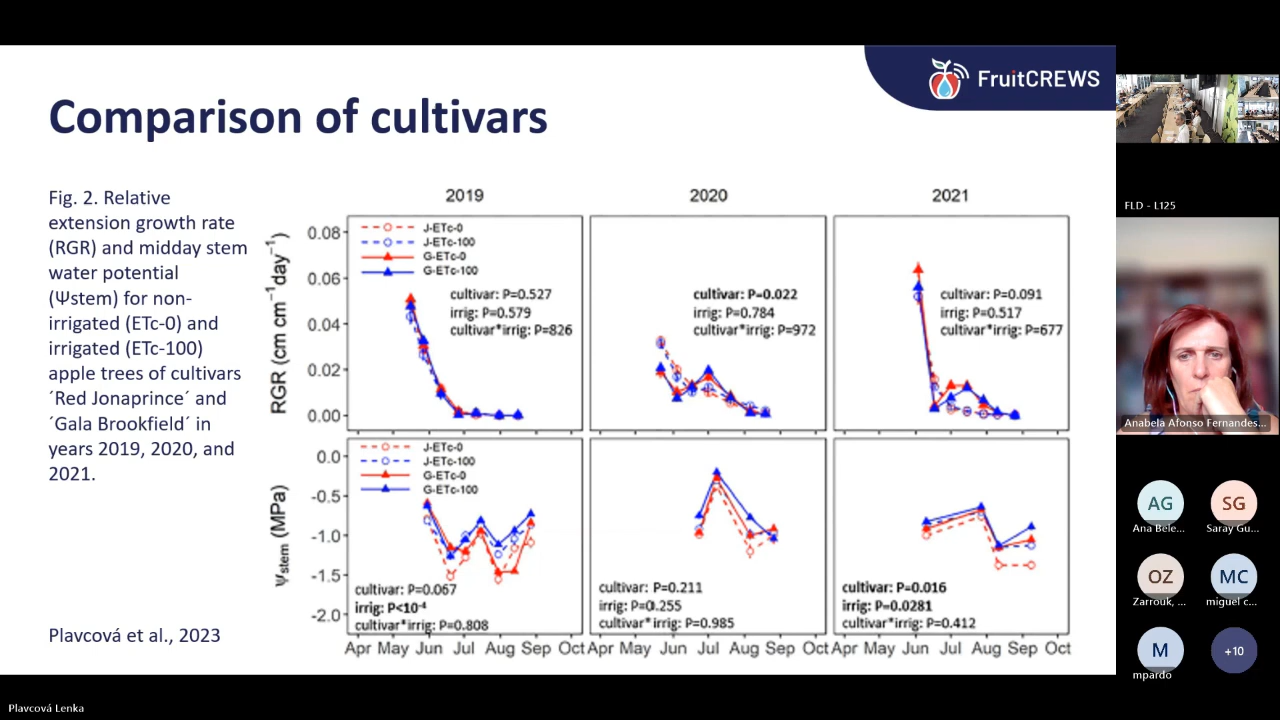 FruitCREWS
Comparison of cultivars
Fig. 2. Relative
extension growth rate
(RGR) and midday stem
water potential
(Ψstem) for non-
irrigated (ETc-0) and
irrigated (ETc-100)
apple trees of cultivars
´Red Jonaprince´ and
´Gala Brookfield´ in
years 2019, 2020, and
2021.
Plavcová et al., 2023
2019
2020
2021
RGR (cm cm⁻¹day⁻¹)
0.08
0.06
0.04
0.02
0.00
J-ETc-0
J-ETc-100
G-ETc-0
G-ETc-100
cultivar: P=0.527
irrig: P=0.579
cultivar*irrig: P=826
cultivar: P=0.022
irrig: P=0.784
cultivar*irrig: P=972
cultivar: P=0.091
irrig: P=0.517
cultivar*irrig: P=677
Ψstem (MPa)
0.0
-0.5
-1.0
-1.5
-2.0
J-ETc-0
J-ETc-100
G-ETc-0
G-ETc-100
cultivar: P=0.067
irrig: P<10⁻⁴
cultivar*irrig: P=0.808
cultivar: P=0.211
irrig: P=0.255
cultivar*irrig: P=0.985
cultivar: P=0.016
irrig: P=0.0281
cultivar*irrig: P=0.412
Apr May Jun Jul Aug Sep Oct
Apr May Jun Jul Aug Sep Oct
Apr May Jun Jul Aug Sep Oct
FLD - L125
Anabela Afonso Fernandes...
AG
Ana Bele...
SG
Saray Gu...
OZ
Zarrouk, ...
MC
miguel c...
M
mpardo
+10
Plavcová Lenka